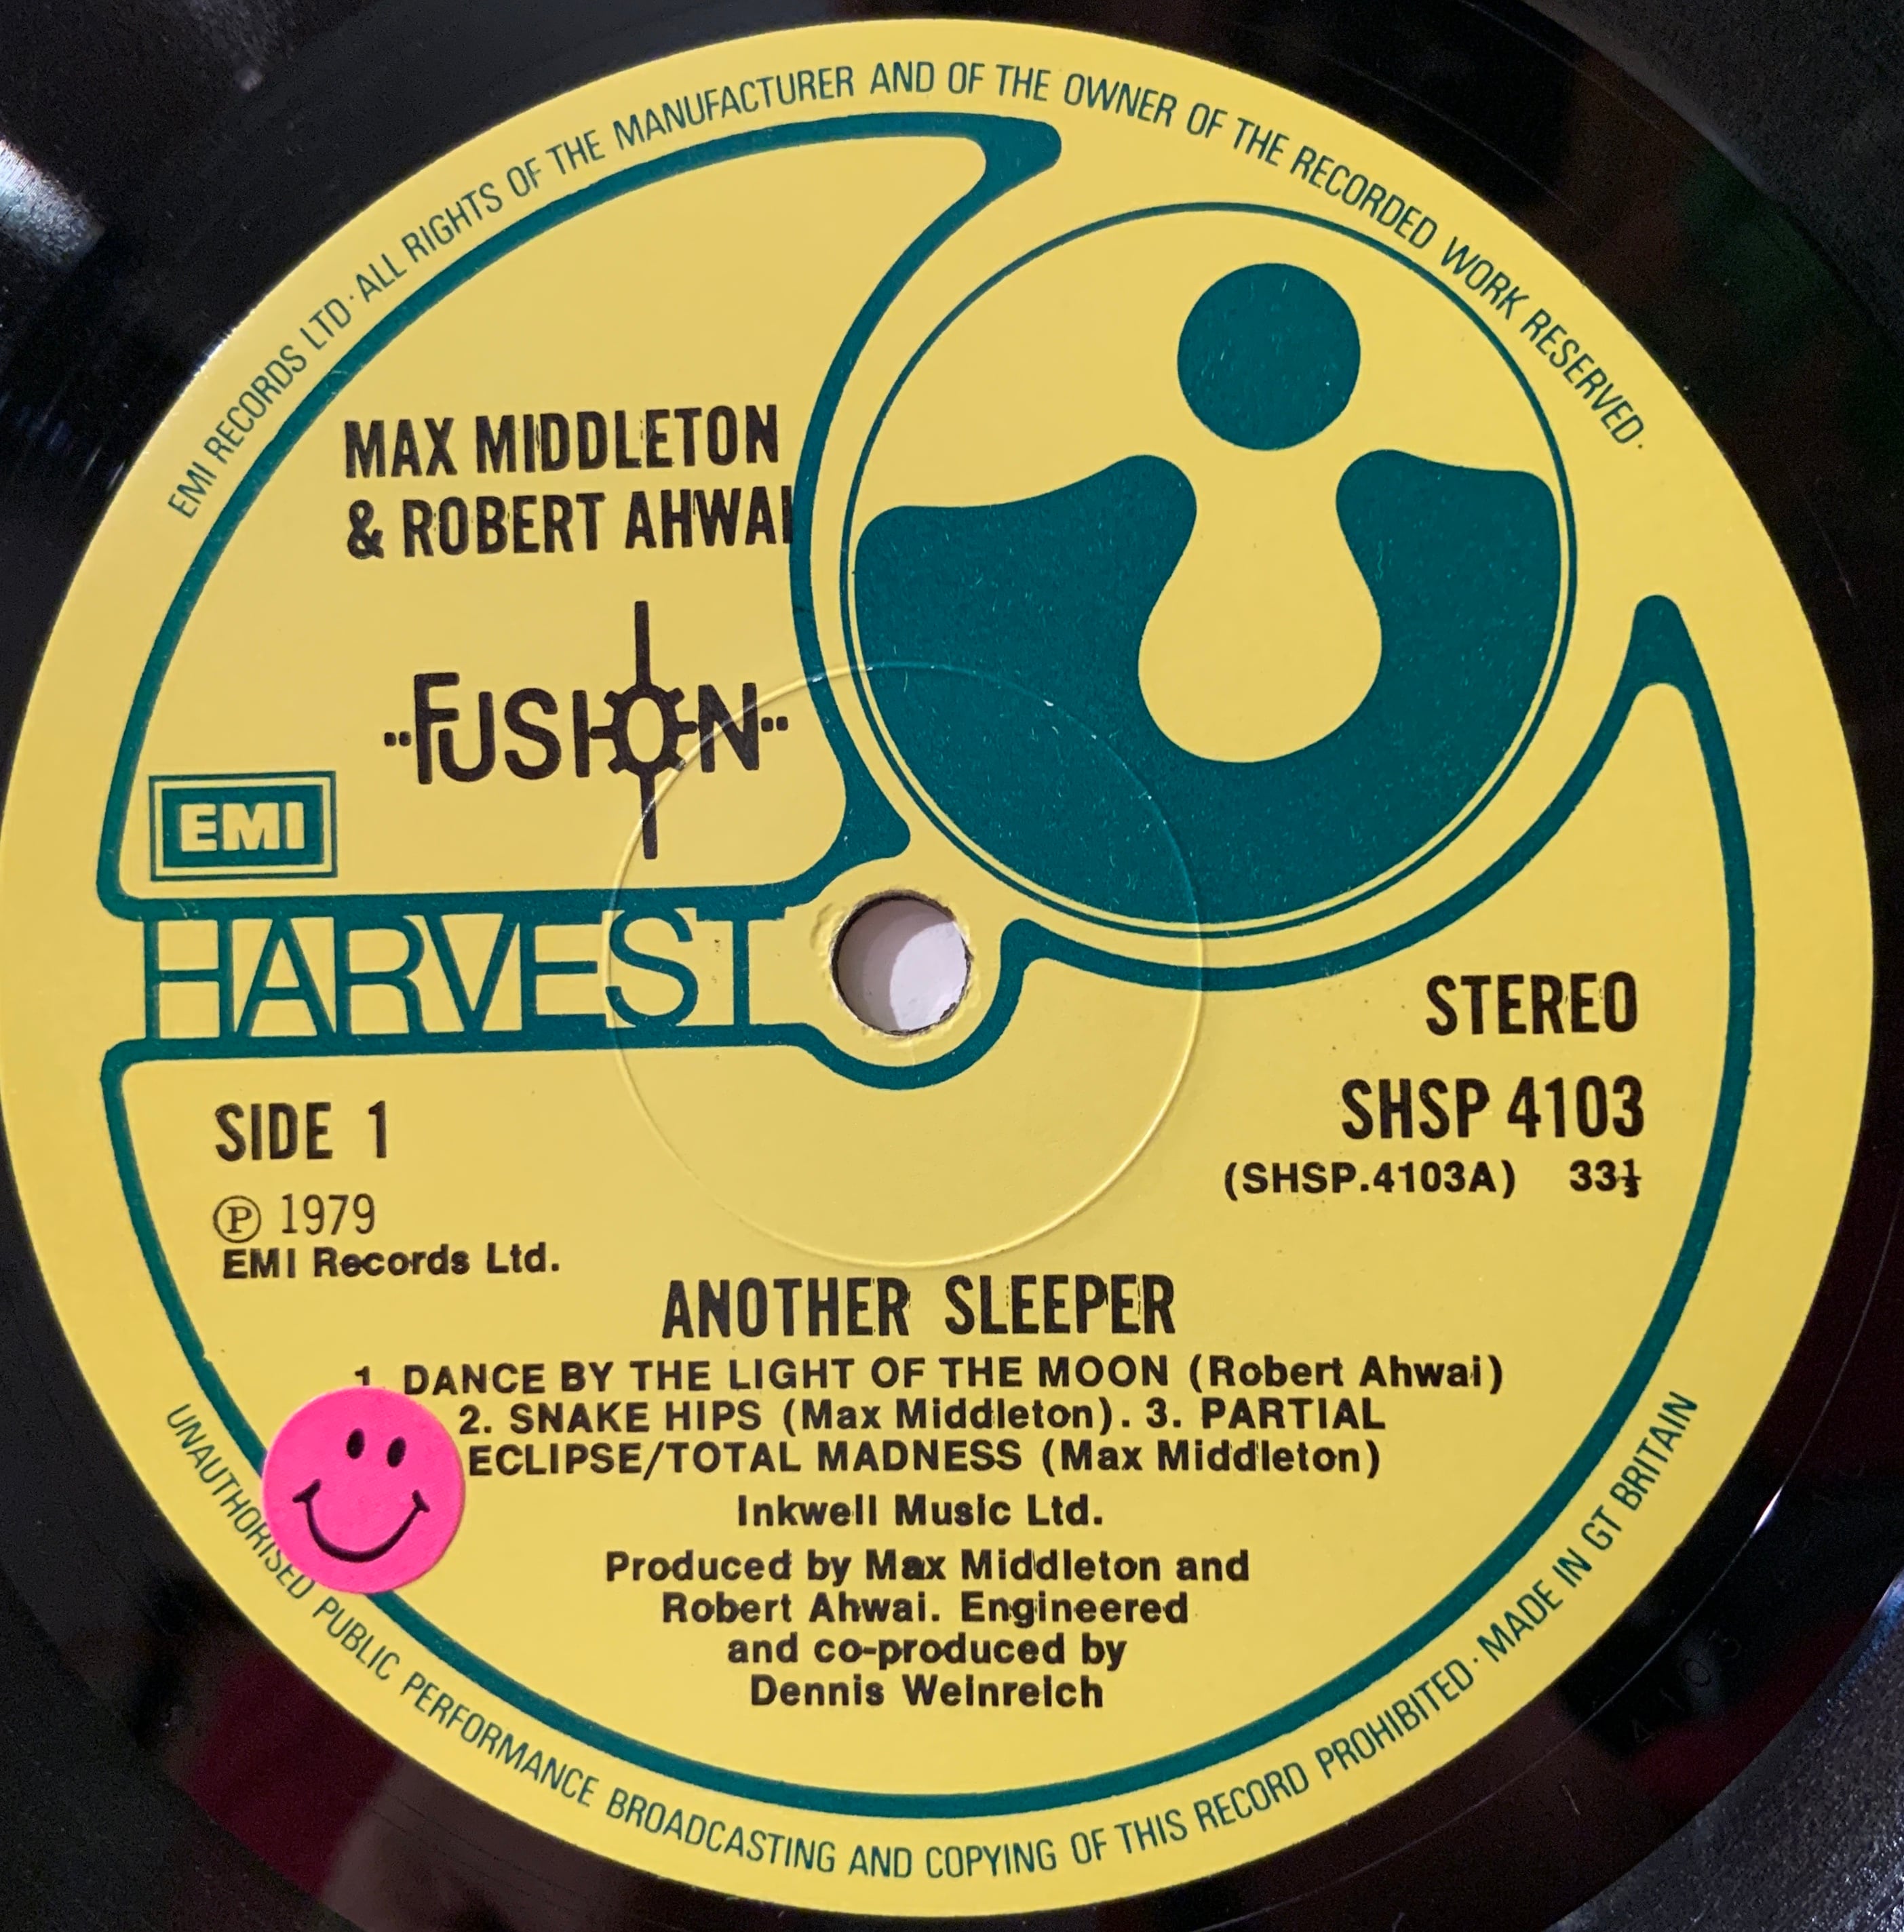 EMI RECORDS LTD · ALL RIGHTS OF THE MANUFACTURER AND OF THE OWNER OF THE RECORDED WORK RESERVED ·
MAX MIDDLETON
& ROBERT AHWAI
··FUSION··
EMI
HARVEST
STEREO
SHSP 4103
(SHSP.4103A) 33⅓
SIDE 1
℗ 1979
EMI Records Ltd.
ANOTHER SLEEPER
1. DANCE BY THE LIGHT OF THE MOON (Robert Ahwai)
2. SNAKE HIPS (Max Middleton). 3. PARTIAL
ECLIPSE/TOTAL MADNESS (Max Middleton)
Inkwell Music Ltd.
Produced by Max Middleton and
Robert Ahwai. Engineered
and co-produced by
Dennis Weinreich
UNAUTHORISED PUBLIC PERFORMANCE BROADCASTING AND COPYING OF THIS RECORD PROHIBITED · MADE IN GT BRITAIN